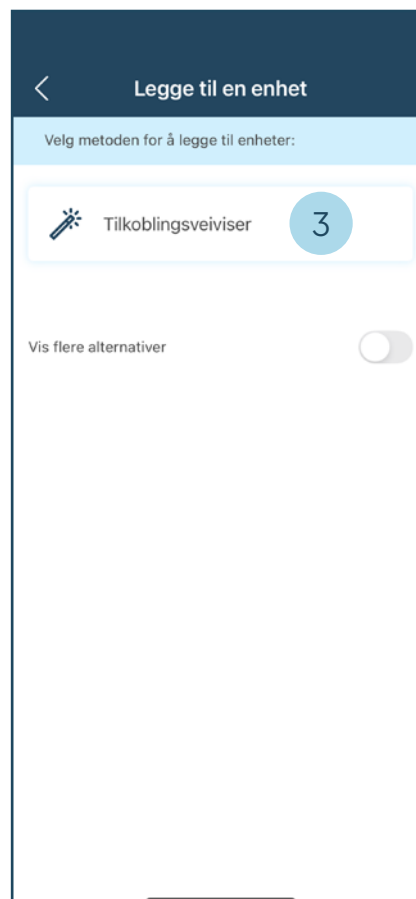 Legge til en enhet
Velg metoden for å legge til enheter:
Tilkoblingsveiviser 3
Vis flere alternativer